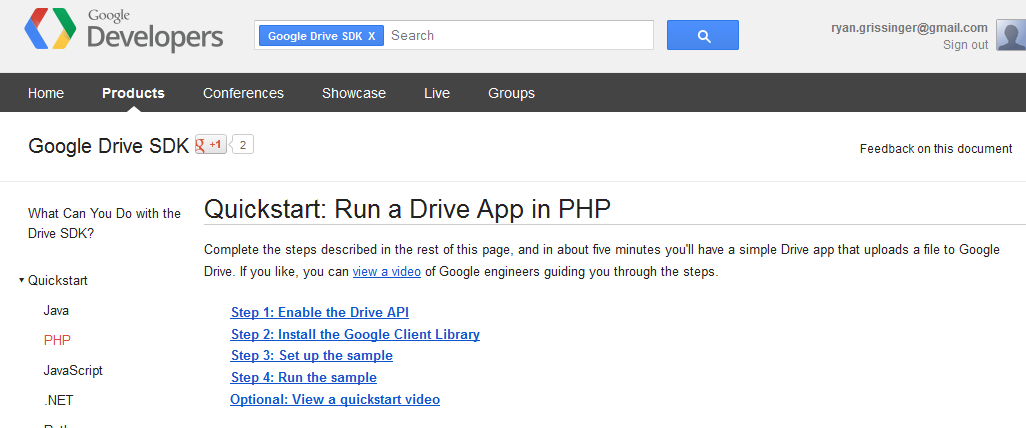 Google
Developers
Google Drive SDK X Search
ryan.grissinger@gmail.com
Sign out
Home Products Conferences Showcase Live Groups
Google Drive SDK g +1 2
Feedback on this document
What Can You Do with the
Drive SDK?
Quickstart
Java
PHP
JavaScript
.NET
Quickstart: Run a Drive App in PHP
Complete the steps described in the rest of this page, and in about five minutes you'll have a simple Drive app that uploads a file to Google
Drive. If you like, you can view a video of Google engineers guiding you through the steps.
Step 1: Enable the Drive API
Step 2: Install the Google Client Library
Step 3: Set up the sample
Step 4: Run the sample
Optional: View a quickstart video